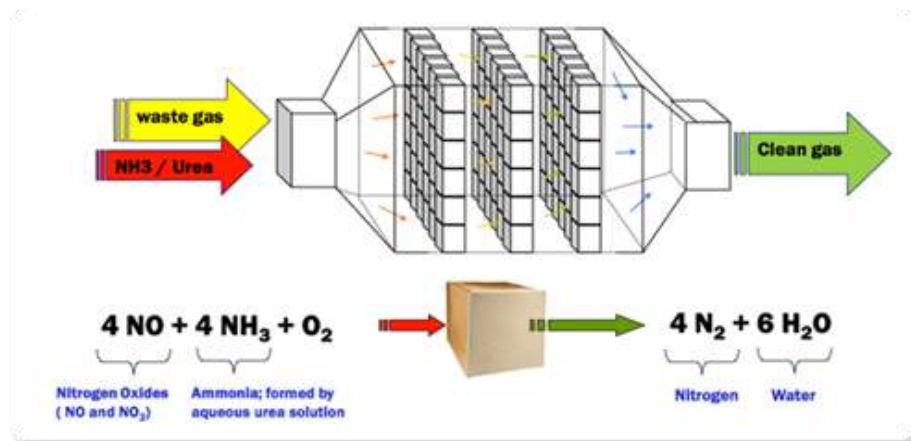 waste gas
NH3 / Urea
Clean gas
4 NO + 4 NH₃ + O₂
4 N₂ + 6 H₂O
Nitrogen Oxides
( NO and NO₂)
Ammonia; formed by
aqueous urea solution
Nitrogen
Water